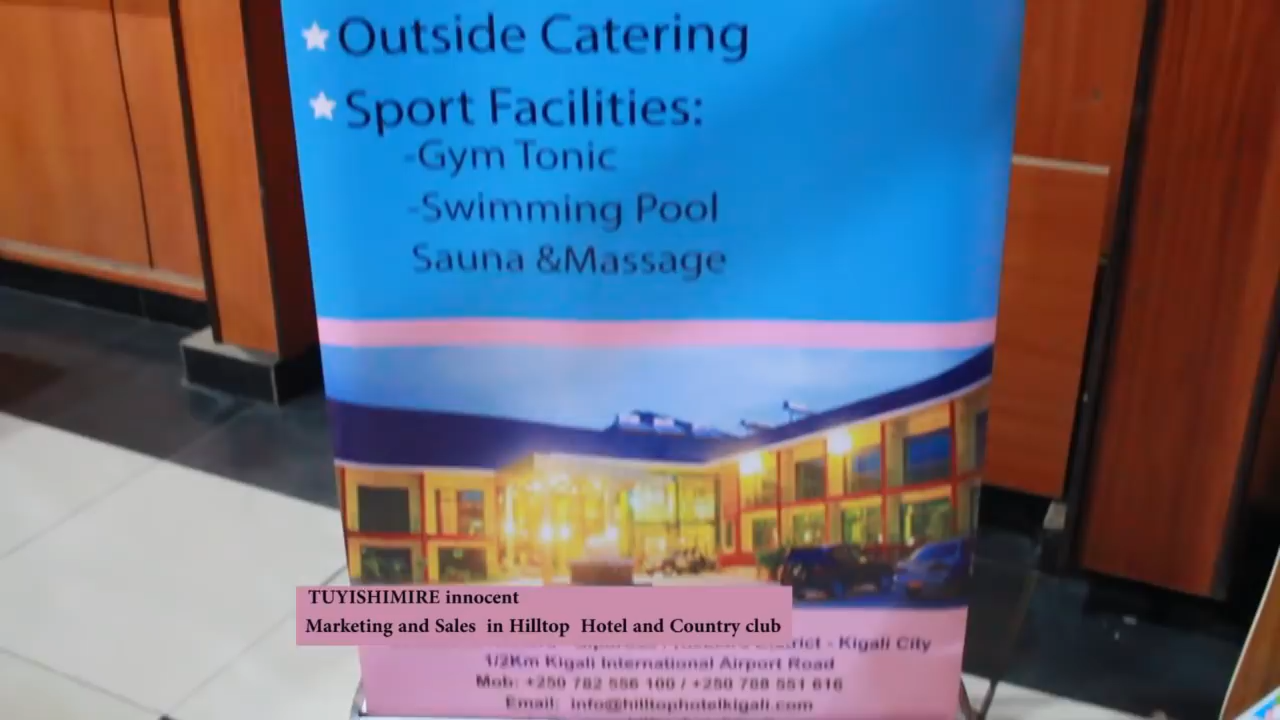 Outside Catering
Sport Facilities:
-Gym Tonic
-Swimming Pool
Sauna &Massage
TUYISHIMIRE innocent
Marketing and Sales in Hilltop Hotel and Country club
- Kigali City
1/2Km Kigali International Airport Road
Mob: +250 782 556 100 / +250 788 551 616
Email: info@hilltophotelkigali.com